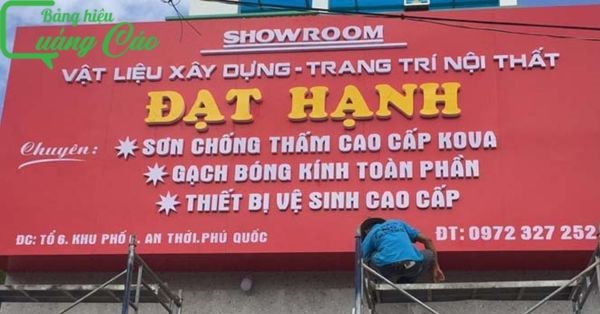 Bảng hiệu
Quảng Cáo
SHOWROOM
VẬT LIỆU XÂY DỰNG - TRANG TRÍ NỘI THẤT
ĐẠT HẠNH
Chuyên:
SƠN CHỐNG THẤM CAO CẤP KOVA
GẠCH BÓNG KÍNH TOÀN PHẦN
THIẾT BỊ VỆ SINH CAO CẤP
ĐC: TỔ 6. KHU PHỐ . AN THỚI.PHÚ QUỐC
ĐT: 0972 327 252